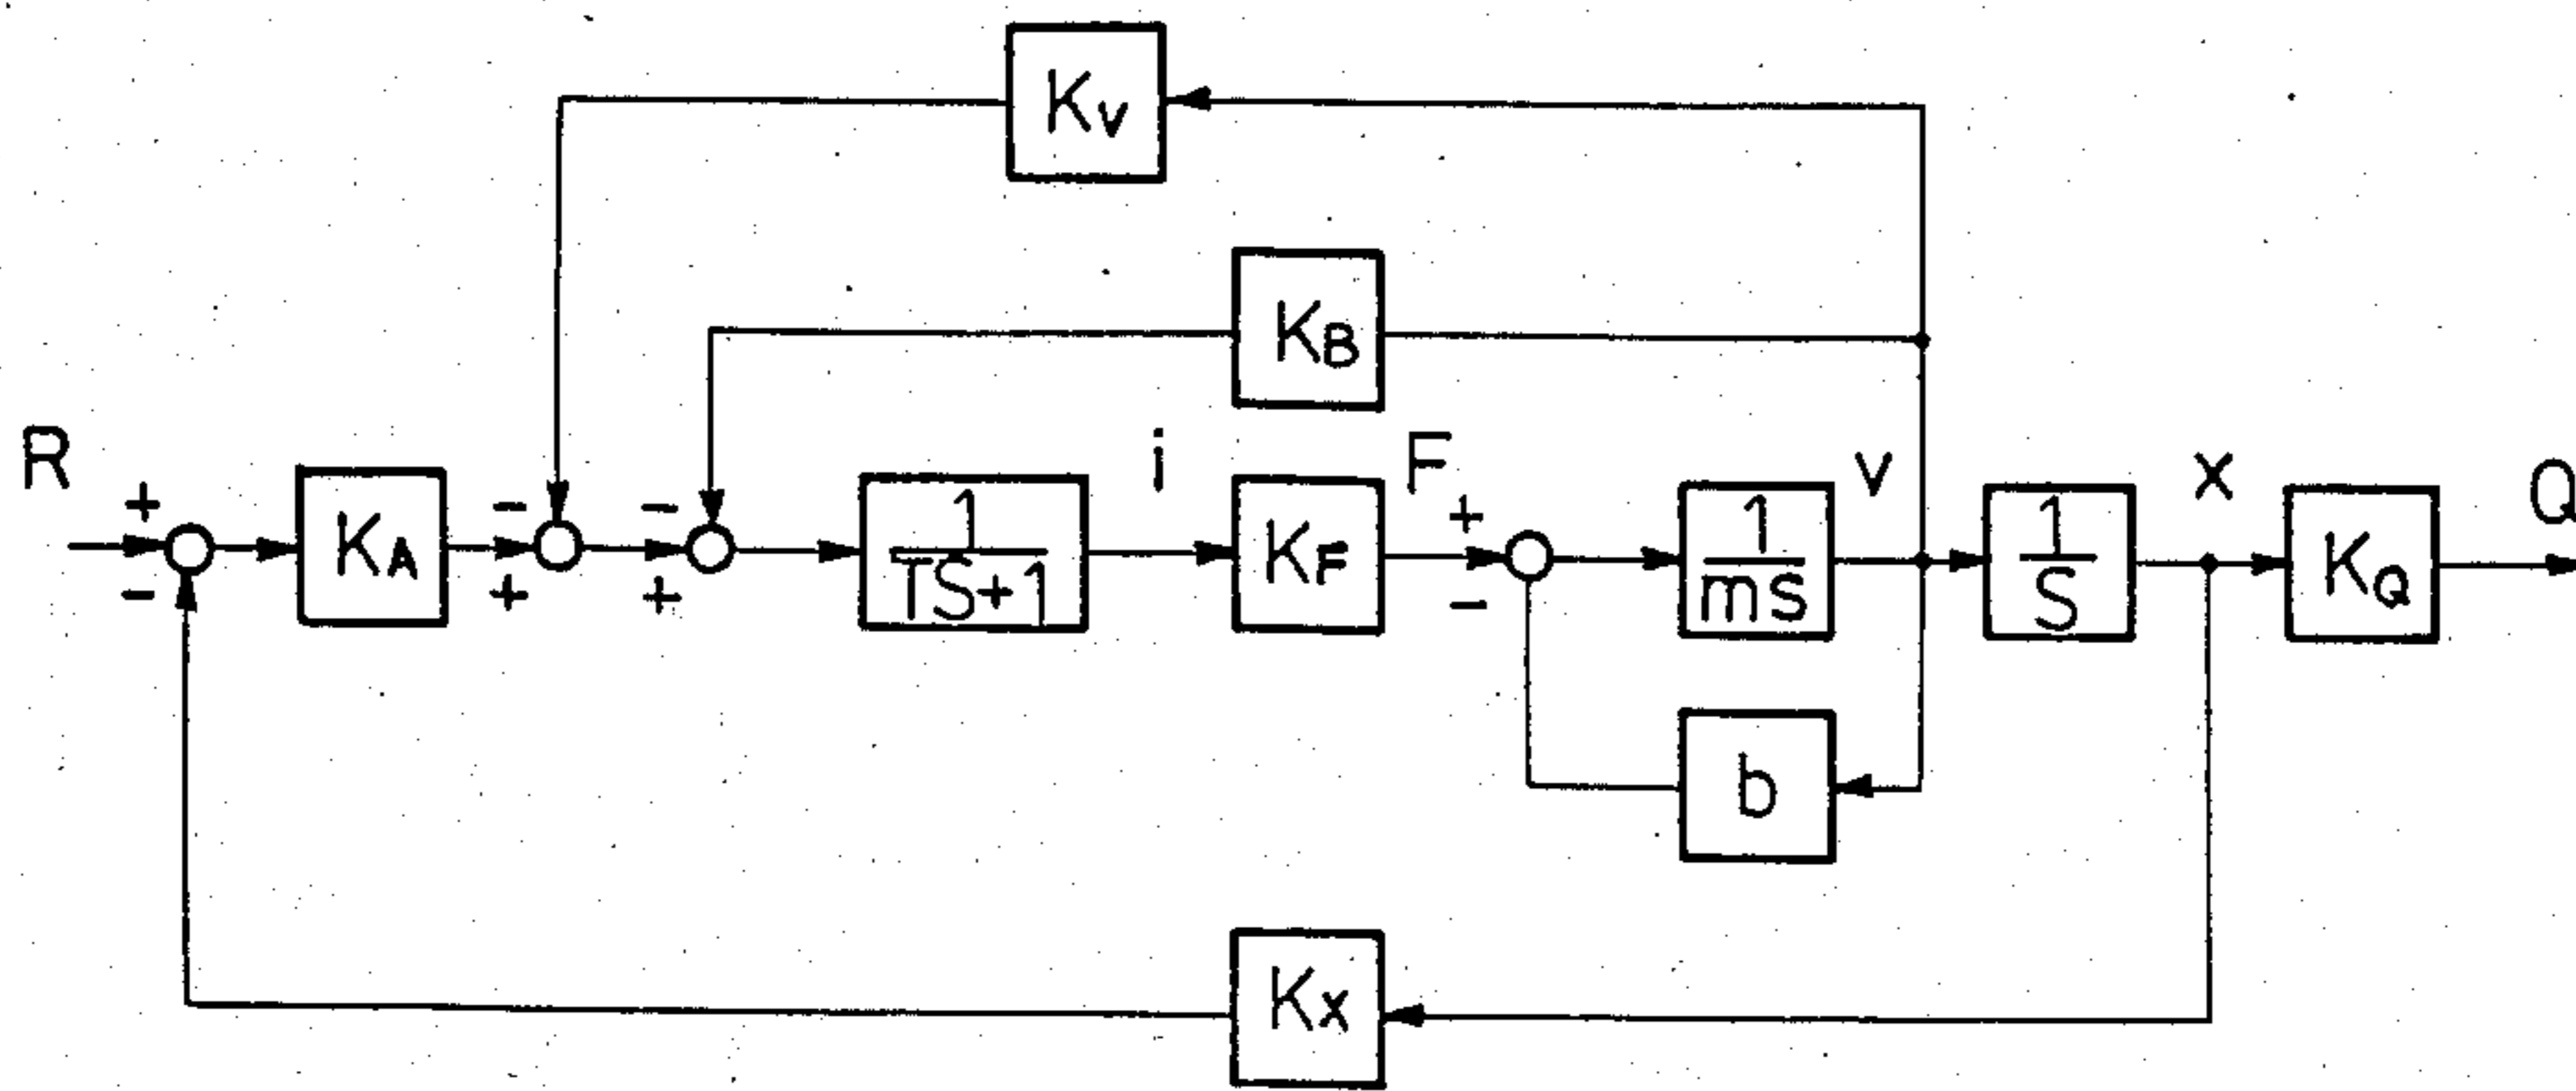 Kv
KB
R
+
-
KA
-
+
-
+
1
TS+1
i
KF
F
+
-
1
ms
v
1
S
x
KQ
Q
b
Kx